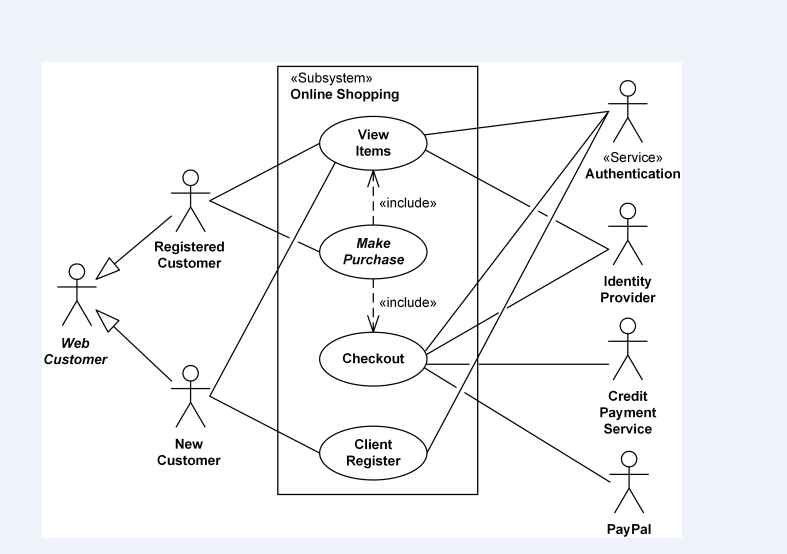 «Subsystem»
Online Shopping
View
Items
«include»
Make
Purchase
«include»
Checkout
Client
Register
Registered
Customer
Web
Customer
New
Customer
«Service»
Authentication
Identity
Provider
Credit
Payment
Service
PayPal